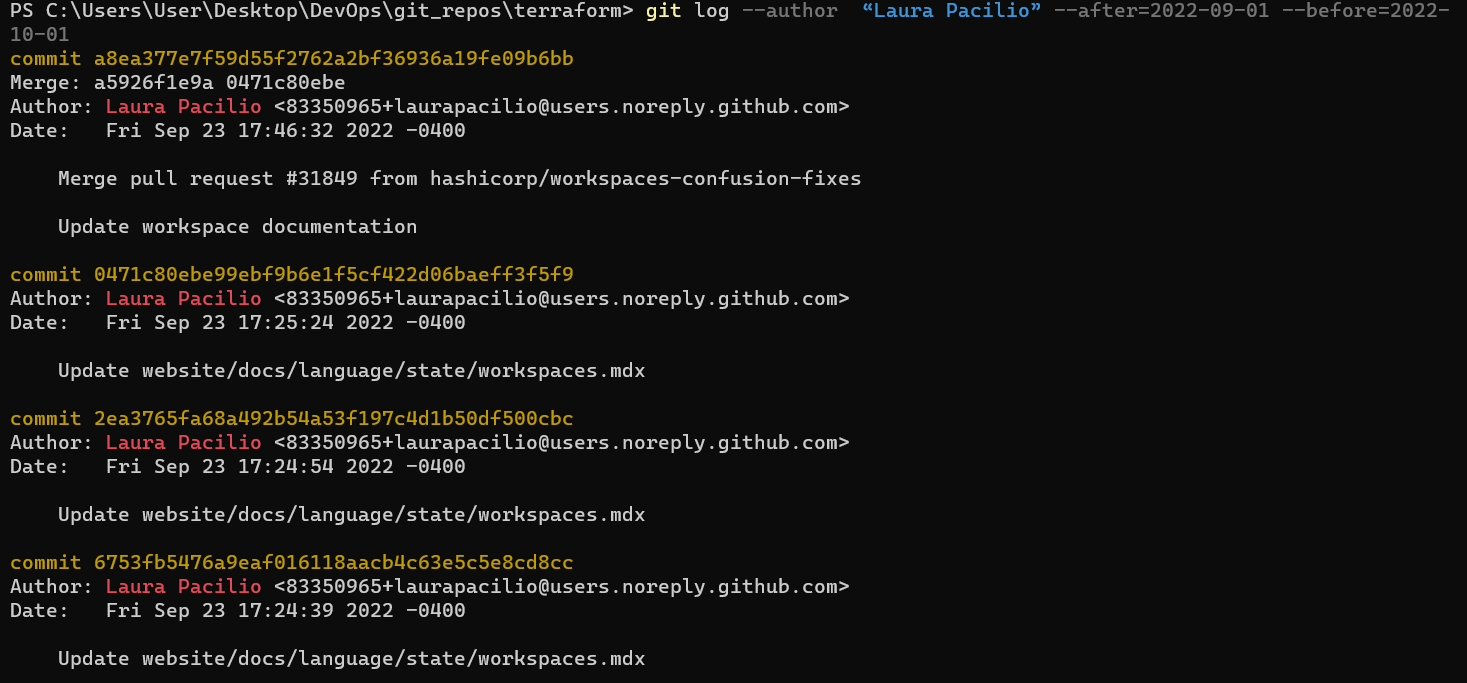 PS C:\Users\User\Desktop\DevOps\git_repos\terraform> git log --author  “Laura Pacilio” --after=2022-09-01 --before=2022-
10-01
commit a8ea377e7f59d55f2762a2bf36936a19fe09b6bb
Merge: a5926f1e9a 0471c80ebe
Author: Laura Pacilio <83350965+laurapacilio@users.noreply.github.com>
Date:   Fri Sep 23 17:46:32 2022 -0400
    Merge pull request #31849 from hashicorp/workspaces-confusion-fixes
    Update workspace documentation
commit 0471c80ebe99ebf9b6e1f5cf422d06baeff3f5f9
Author: Laura Pacilio <83350965+laurapacilio@users.noreply.github.com>
Date:   Fri Sep 23 17:25:24 2022 -0400
    Update website/docs/language/state/workspaces.mdx
commit 2ea3765fa68a492b54a53f197c4d1b50df500cbc
Author: Laura Pacilio <83350965+laurapacilio@users.noreply.github.com>
Date:   Fri Sep 23 17:24:54 2022 -0400
    Update website/docs/language/state/workspaces.mdx
commit 6753fb5476a9eaf016118aacb4c63e5c5e8cd8cc
Author: Laura Pacilio <83350965+laurapacilio@users.noreply.github.com>
Date:   Fri Sep 23 17:24:39 2022 -0400
    Update website/docs/language/state/workspaces.mdx